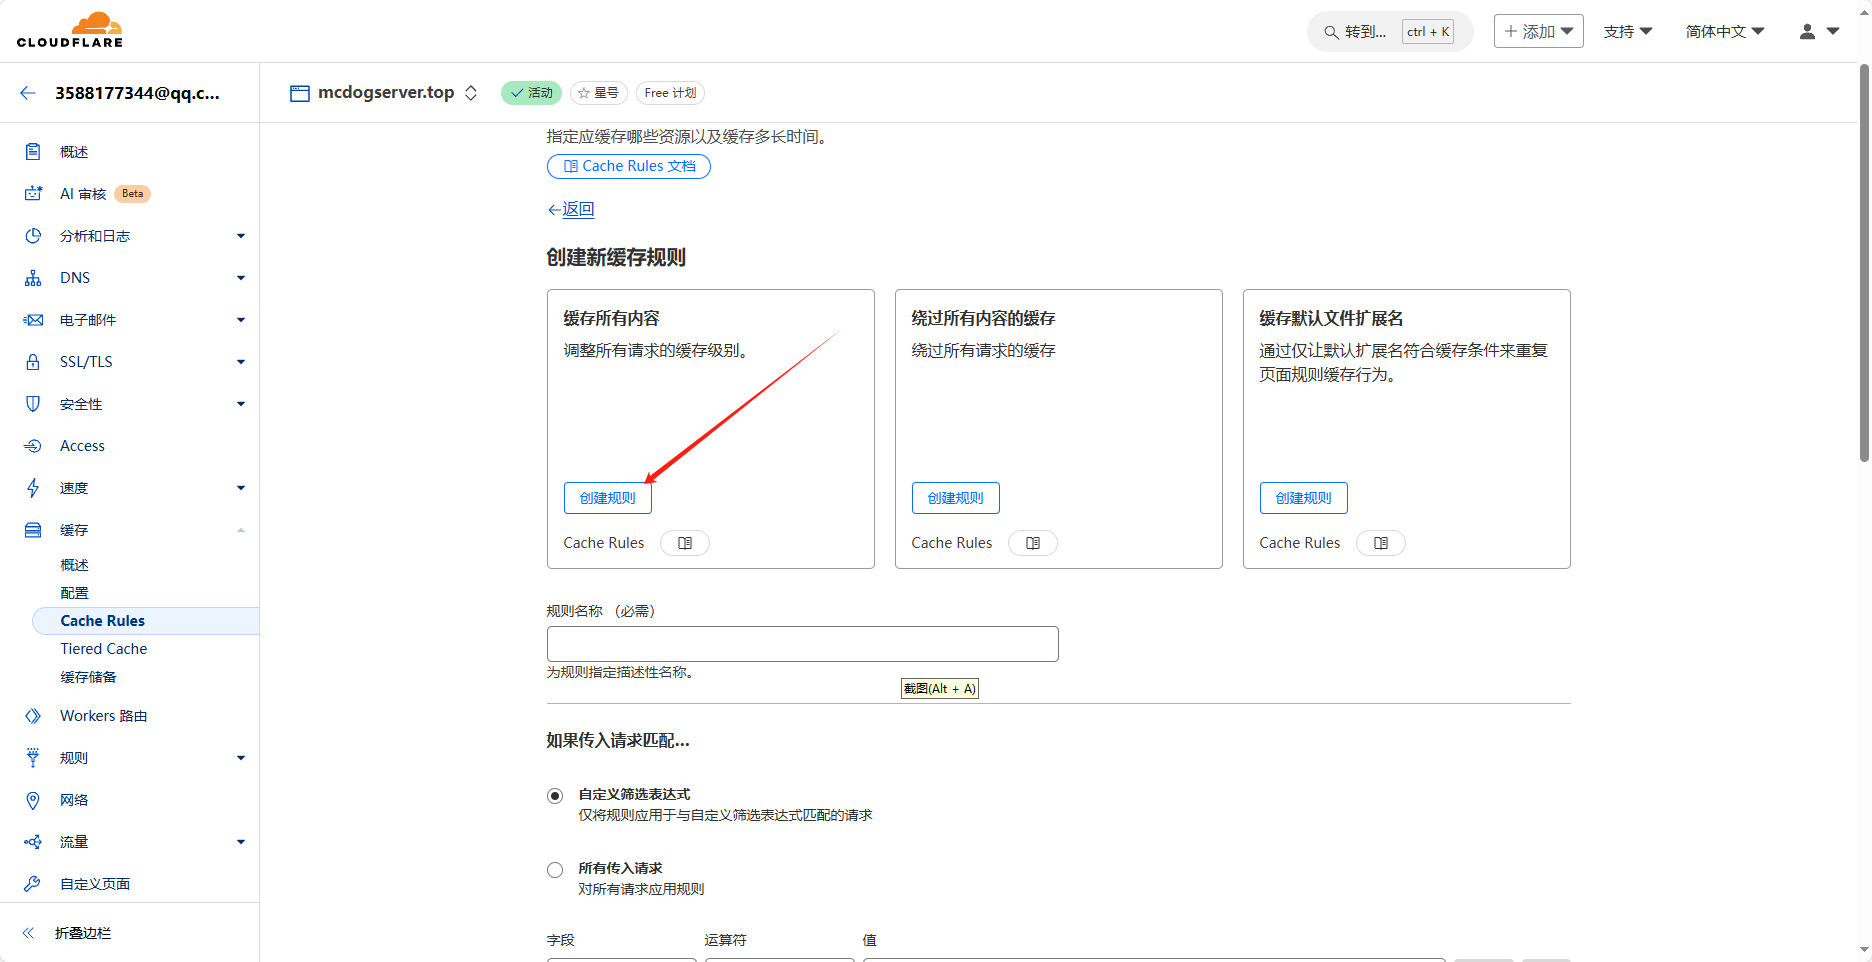 CLOUDFLARE
转到... ctrl + K
添加
支持
简体中文
3588177344@qq.c...
mcdogserver.top
活动
星号
Free 计划
概述
AI 审核 Beta
分析和日志
DNS
电子邮件
SSL/TLS
安全性
Access
速度
缓存
概述
配置
Cache Rules
Tiered Cache
缓存储备
Workers 路由
规则
网络
流量
自定义页面
折叠边栏
指定应缓存哪些资源以及缓存多长时间。
Cache Rules 文档
返回
创建新缓存规则
缓存所有内容
调整所有请求的缓存级别。
创建规则
Cache Rules
绕过所有内容的缓存
绕过所有请求的缓存
创建规则
Cache Rules
缓存默认文件扩展名
通过仅让默认扩展名符合缓存条件来重复
页面规则缓存行为。
创建规则
Cache Rules
规则名称 （必需）
为规则指定描述性名称。
截图(Alt + A)
如果传入请求匹配...
自定义筛选表达式
仅将规则应用于与自定义筛选表达式匹配的请求
所有传入请求
对所有请求应用规则
字段 运算符 值